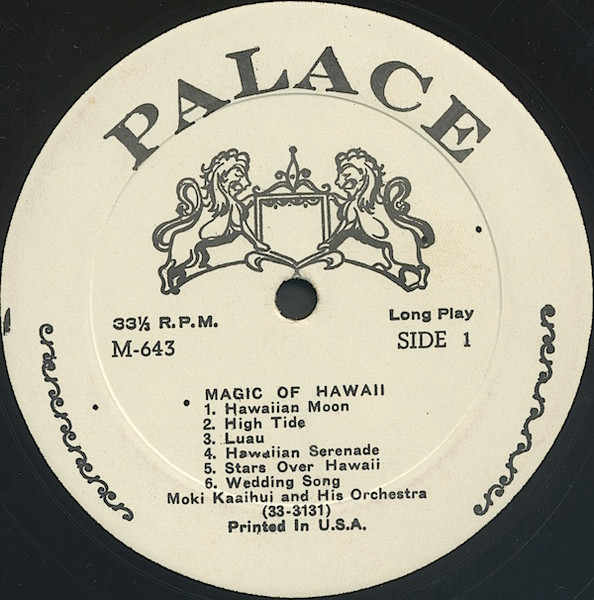 PALACE
33⅓ R.P.M.
Long Play
M-643
SIDE 1
MAGIC OF HAWAII
1. Hawaiian Moon
2. High Tide
3. Luau
4. Hawaiian Serenade
5. Stars Over Hawaii
6. Wedding Song
Moki Kaaihui and His Orchestra
(33-3131)
Printed In U.S.A.